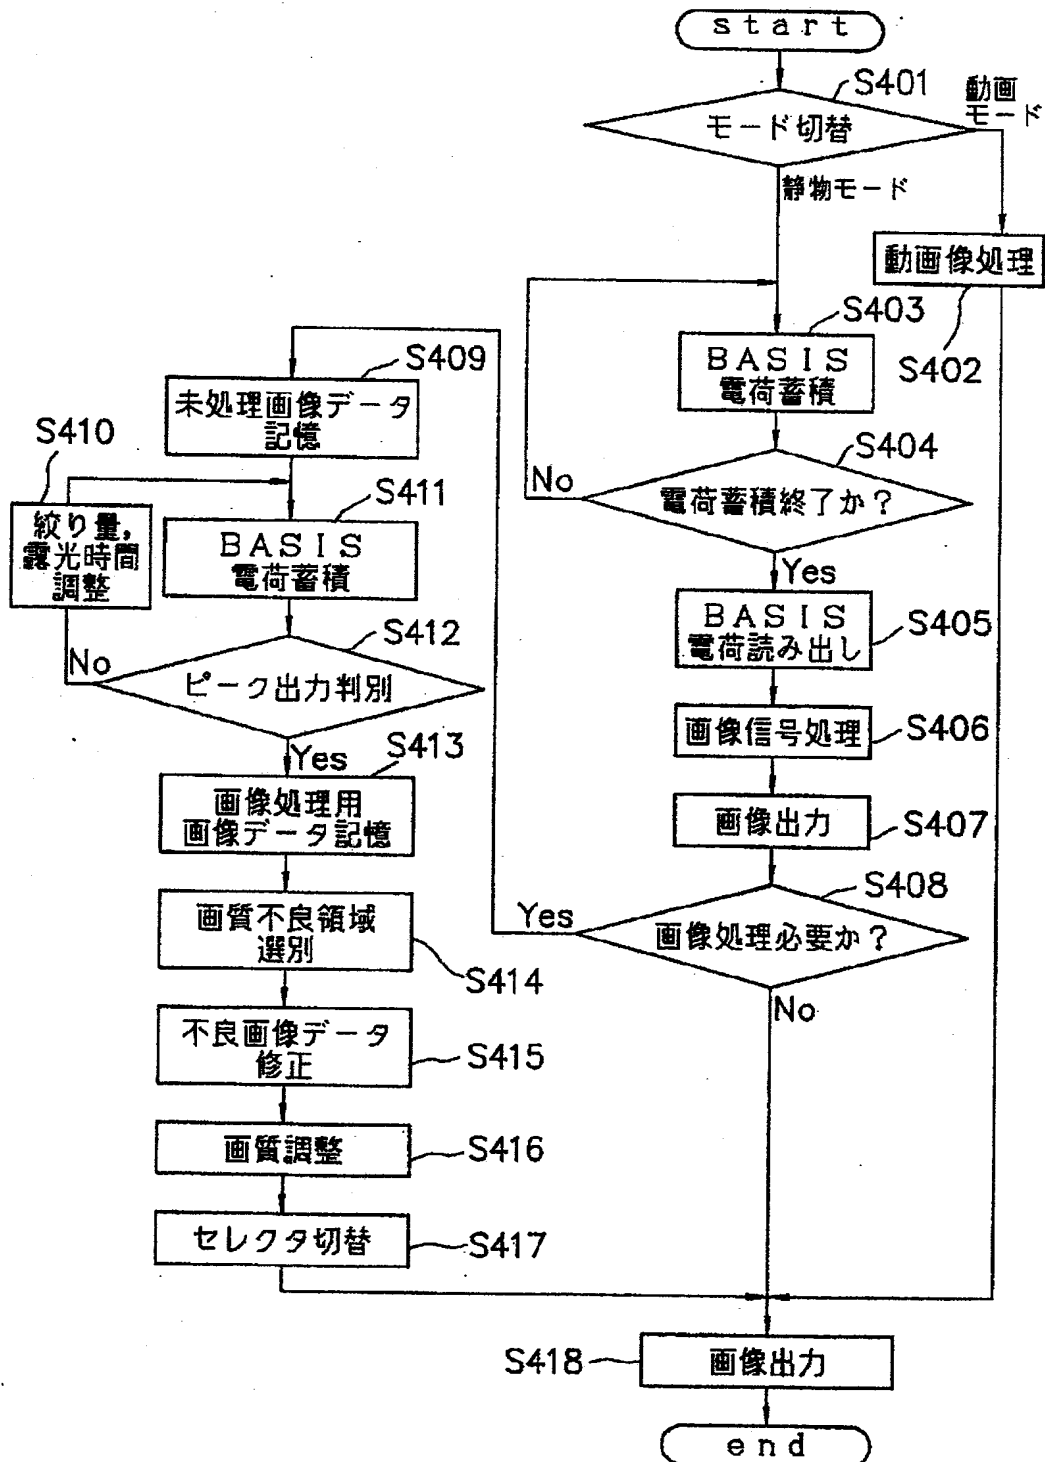 start
S401
動画
モード
モード切替
静物モード
動画像処理
S402
S403
BASIS
電荷蓄積
S404
No
電荷蓄積終了か?
Yes
BASIS
電荷読み出し
S405
画像信号処理
S406
画像出力
S407
S408
Yes
画像処理必要か?
No
S409
未処理画像データ
記憶
S410
絞り量,
露光時間
調整
S411
BASIS
電荷蓄積
S412
No
ピーク出力判別
Yes
S413
画像処理用
画像データ記憶
画質不良領域
選別
S414
不良画像データ
修正
S415
画質調整
S416
セレクタ切替
S417
S418
画像出力
end